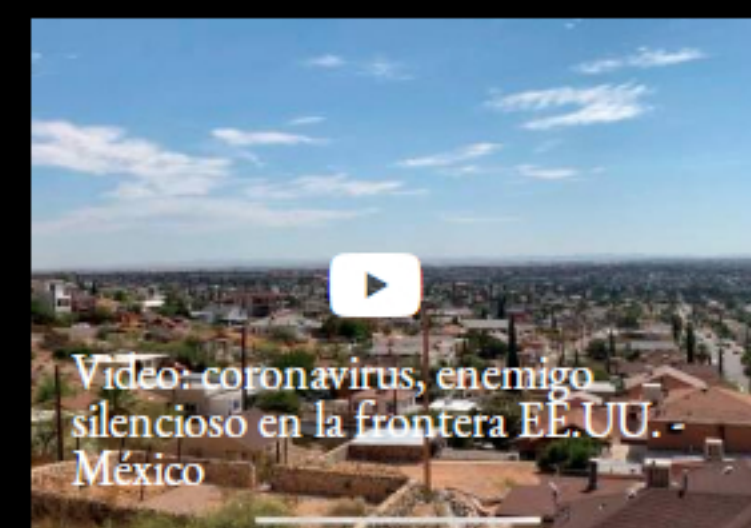 Video: coronavirus, enemigo
silencioso en la frontera EE.UU. -
México